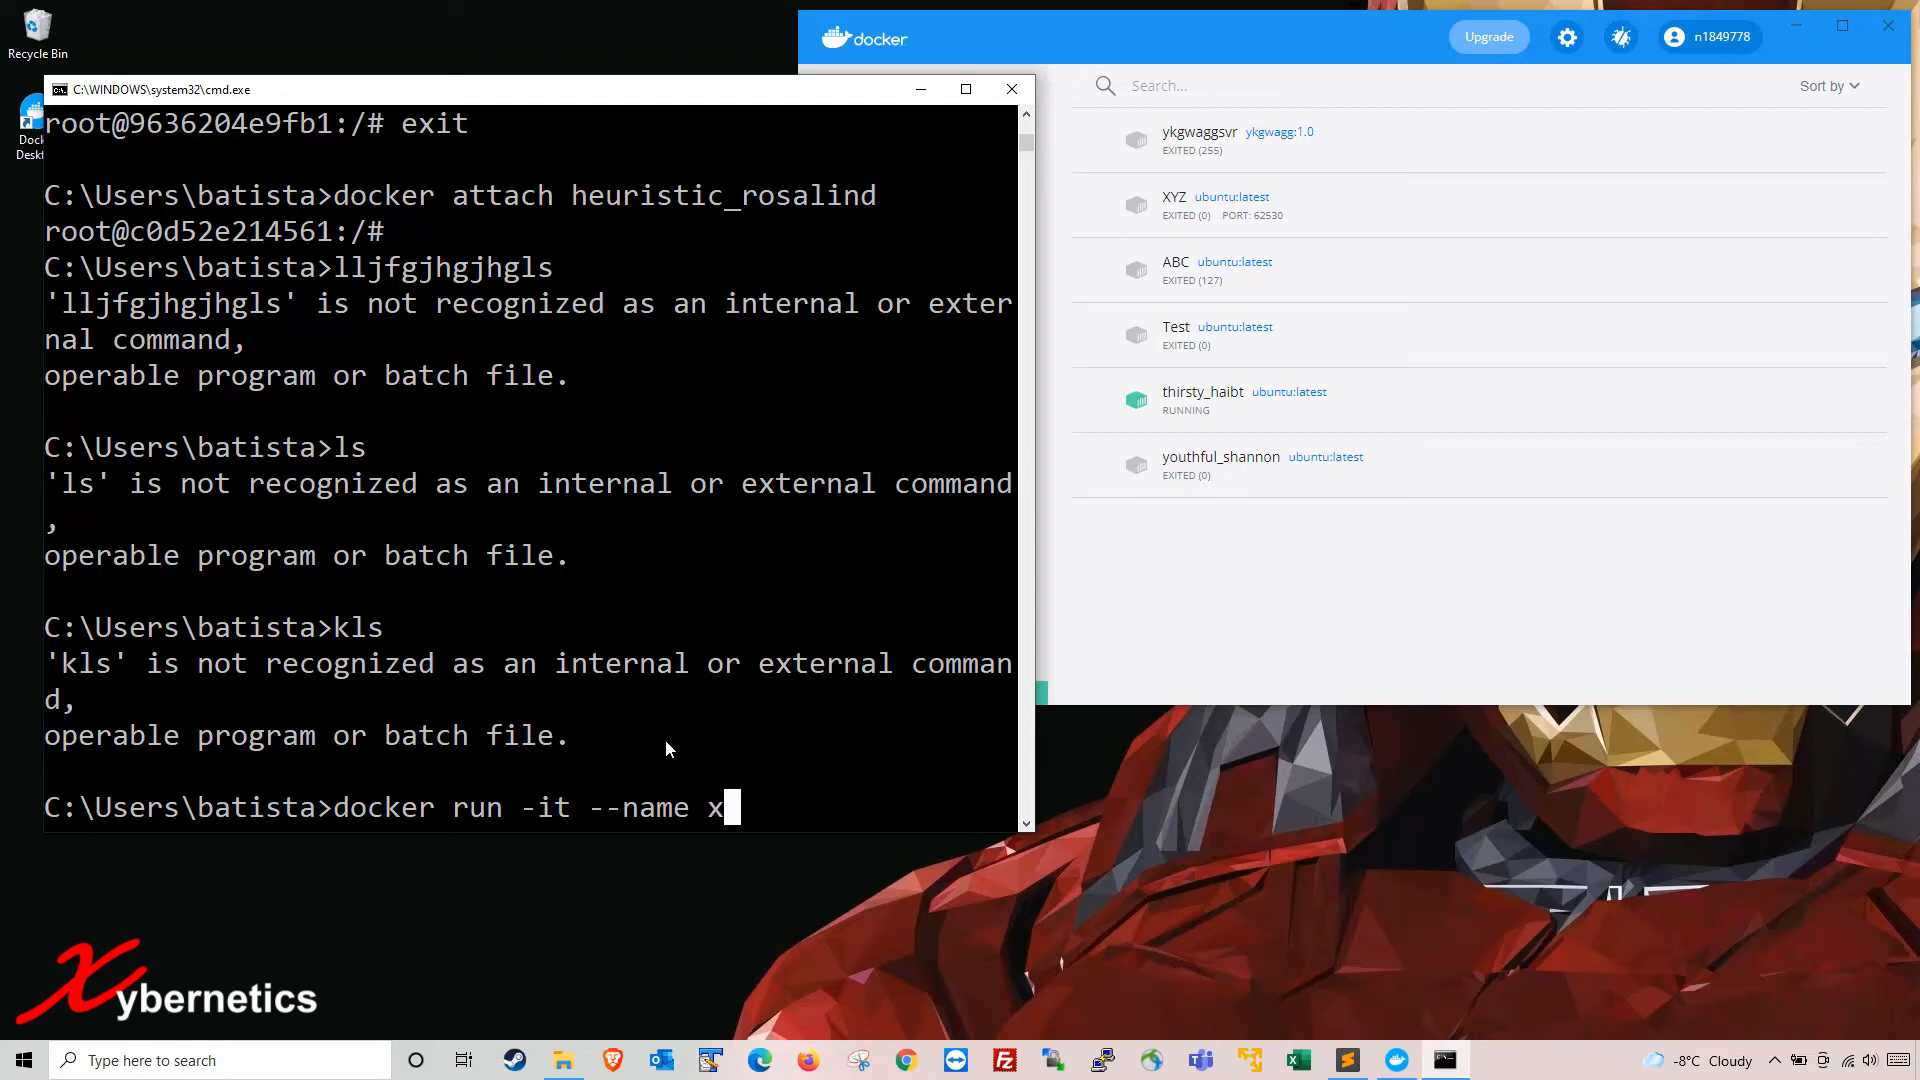 Recycle Bin
Dock
Deskt
C:\WINDOWS\system32\cmd.exe
root@9636204e9fb1:/# exit
C:\Users\batista>docker attach heuristic_rosalind
root@c0d52e214561:/#
C:\Users\batista>lljfgjhgjhgls
'lljfgjhgjhgls' is not recognized as an internal or exter
nal command,
operable program or batch file.
C:\Users\batista>ls
'ls' is not recognized as an internal or external command
,
operable program or batch file.
C:\Users\batista>kls
'kls' is not recognized as an internal or external comman
d,
operable program or batch file.
C:\Users\batista>docker run -it --name x
docker
Upgrade
n1849778
Search...
Sort by
ykgwaggsvr ykgwagg:1.0
EXITED (255)
XYZ ubuntu:latest
EXITED (0) PORT: 62530
ABC ubuntu:latest
EXITED (127)
Test ubuntu:latest
EXITED (0)
thirsty_haibt ubuntu:latest
RUNNING
youthful_shannon ubuntu:latest
EXITED (0)
Xybernetics
Type here to search
-8°C Cloudy